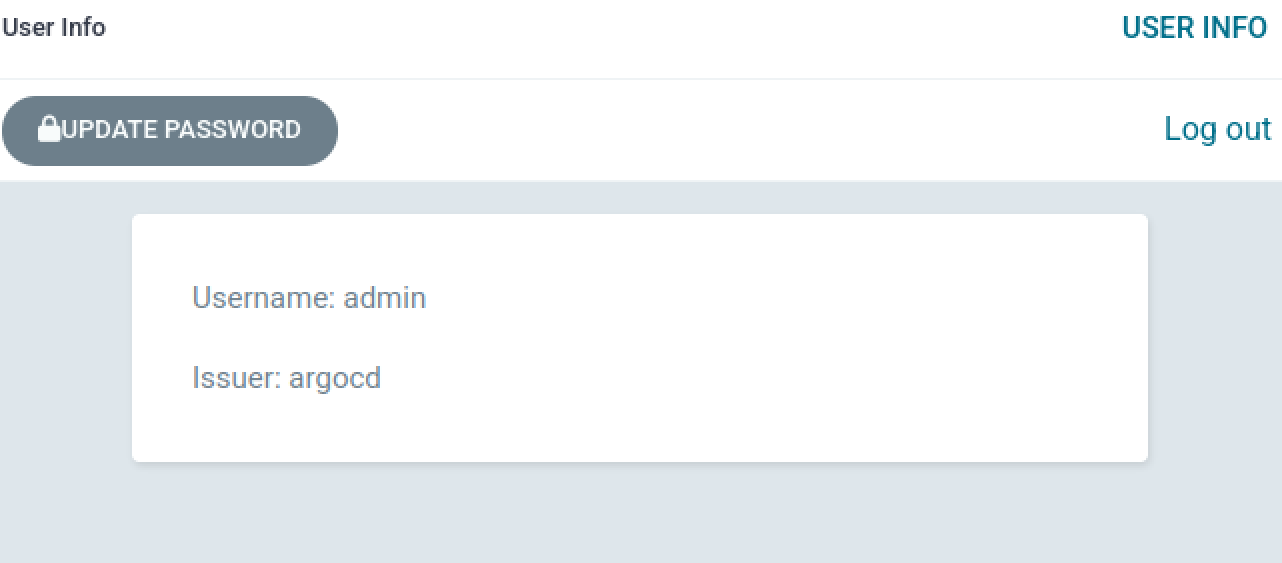 User Info
USER INFO
UPDATE PASSWORD
Log out
Username: admin
Issuer: argocd